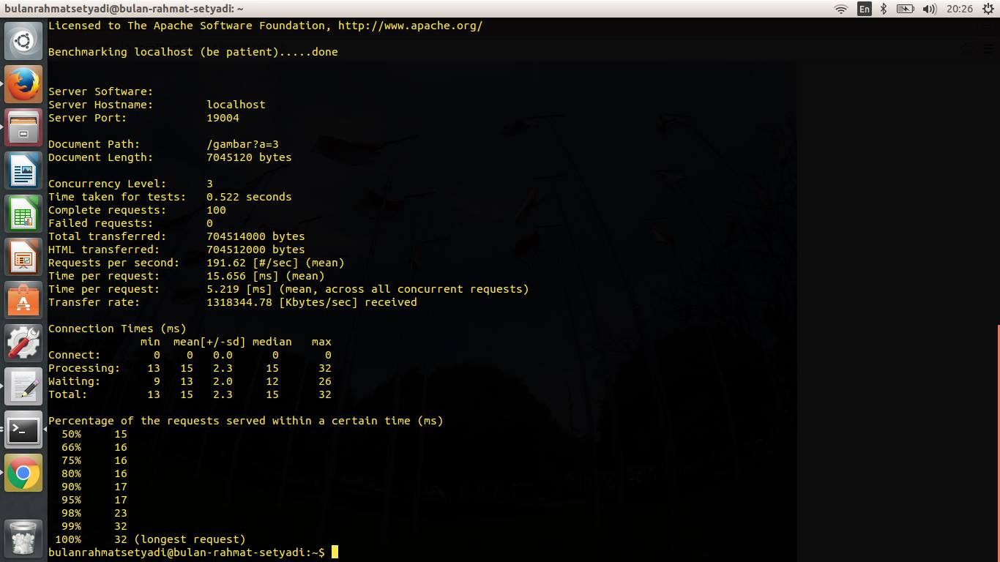 bulanrahmatsetyadi@bulan-rahmat-setyadi: ~
En
20:26
Licensed to The Apache Software Foundation, http://www.apache.org/
Benchmarking localhost (be patient).....done
Server Software:
Server Hostname:        localhost
Server Port:            19004
Document Path:          /gambar?a=3
Document Length:        7045120 bytes
Concurrency Level:      3
Time taken for tests:   0.522 seconds
Complete requests:      100
Failed requests:        0
Total transferred:      704514000 bytes
HTML transferred:       704512000 bytes
Requests per second:    191.62 [#/sec] (mean)
Time per request:       15.656 [ms] (mean)
Time per request:       5.219 [ms] (mean, across all concurrent requests)
Transfer rate:          1318344.78 [Kbytes/sec] received
Connection Times (ms)
              min  mean[+/-sd] median   max
Connect:        0    0   0.0      0       0
Processing:    13   15   2.3     15      32
Waiting:        9   13   2.0     12      26
Total:         13   15   2.3     15      32
Percentage of the requests served within a certain time (ms)
  50%     15
  66%     16
  75%     16
  80%     16
  90%     17
  95%     17
  98%     23
  99%     32
 100%     32 (longest request)
bulanrahmatsetyadi@bulan-rahmat-setyadi:~$